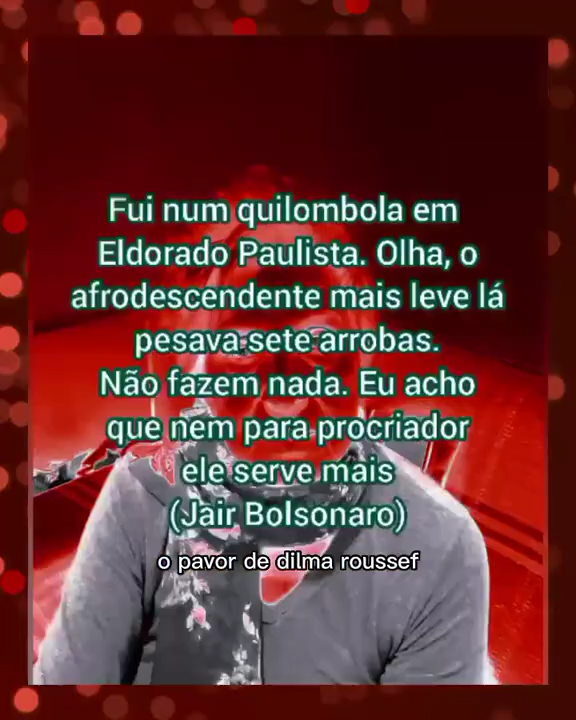 Fui num quilombola em
Eldorado Paulista. Olha, o
afrodescendente mais leve lá
pesava sete arrobas.
Não fazem nada. Eu acho
que nem para procriador
ele serve mais
(Jair Bolsonaro)
o pavor de dilma roussef